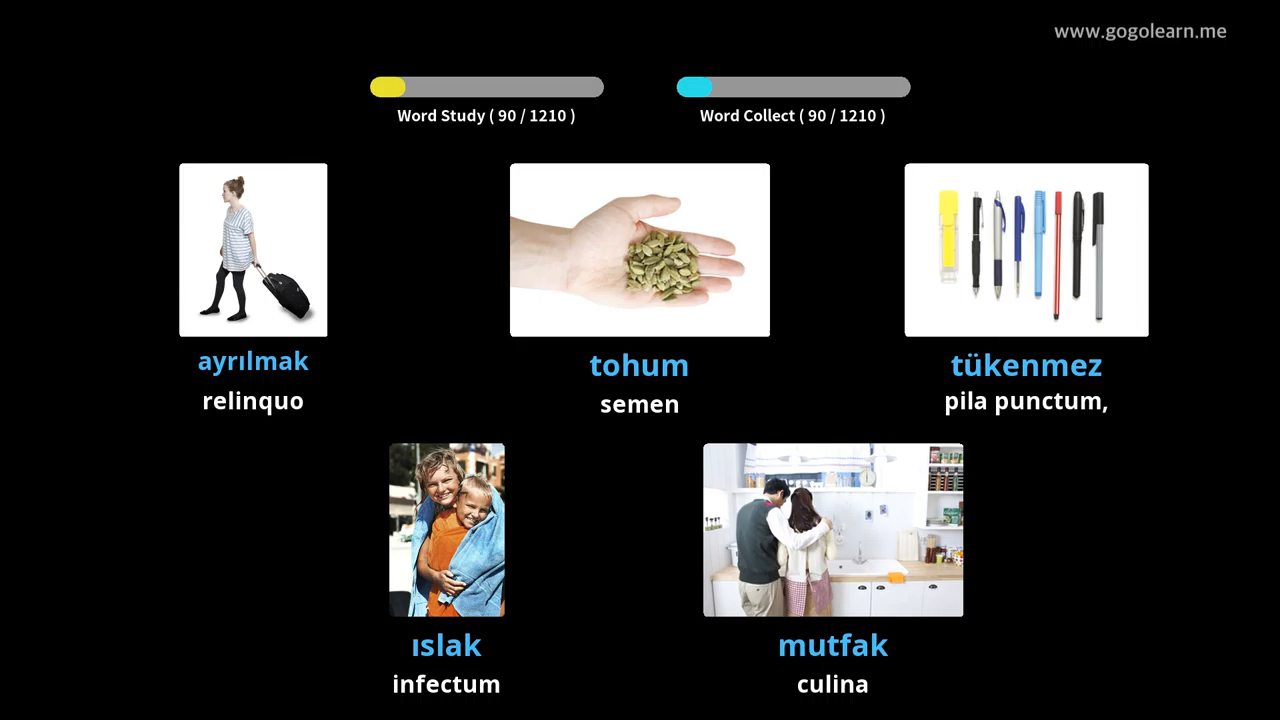 www.gogolearn.me
Word Study ( 90 / 1210 )
Word Collect ( 90 / 1210 )
ayrılmak
relinquo
tohum
semen
tükenmez
pila punctum,
ıslak
infectum
mutfak
culina